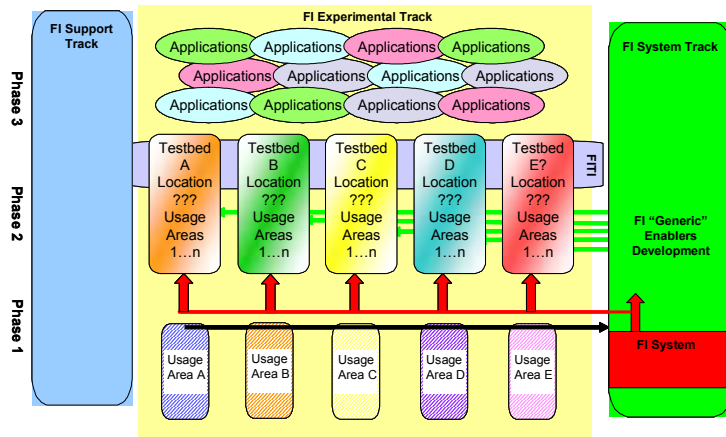 FI Experimental Track
FI Support
Track
FI System Track
Applications Applications Applications Applications
Applications Applications Applications Applications
Applications Applications Applications Applications
Phase 3
Phase 2
Phase 1
Testbed
A
Location
???
Usage
Areas
1…n
Testbed
B
Location
???
Usage
Areas
1…n
Testbed
C
Location
???
Usage
Areas
1…n
Testbed
D
Location
???
Usage
Areas
1…n
Testbed
E?
Location
???
Usage
Areas
1…n
FITI
FI “Generic”
Enablers
Development
FI System
Usage
Area A
Usage
Area B
Usage
Area C
Usage
Area D
Usage
Area E